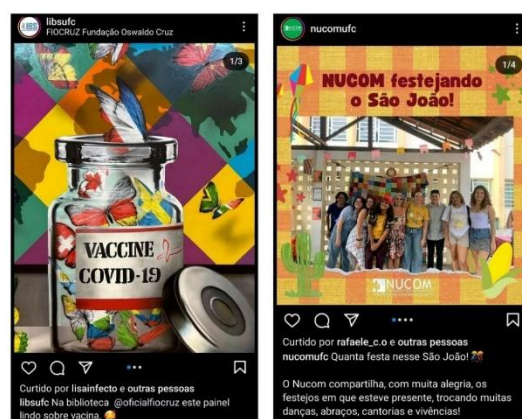 libsufc
FIOCRUZ Fundação Oswaldo Cruz
1/3
VACCINE
COVID-19
Curtido por lisainfecto e outras pessoas
libsufc Na biblioteca @oficialfiocruz este painel
lindo sobre vacina. 🥰
nucomufc
1/4
NUCOM festejando
o São João!
NUCOM
Curtido por rafaele_c.o e outras pessoas
nucomufc Quanta festa nesse São João! 🎊
O Nucom compartilha, com muita alegria, os
festejos em que esteve presente, trocando muitas
danças, abraços, cantorias e vivências!